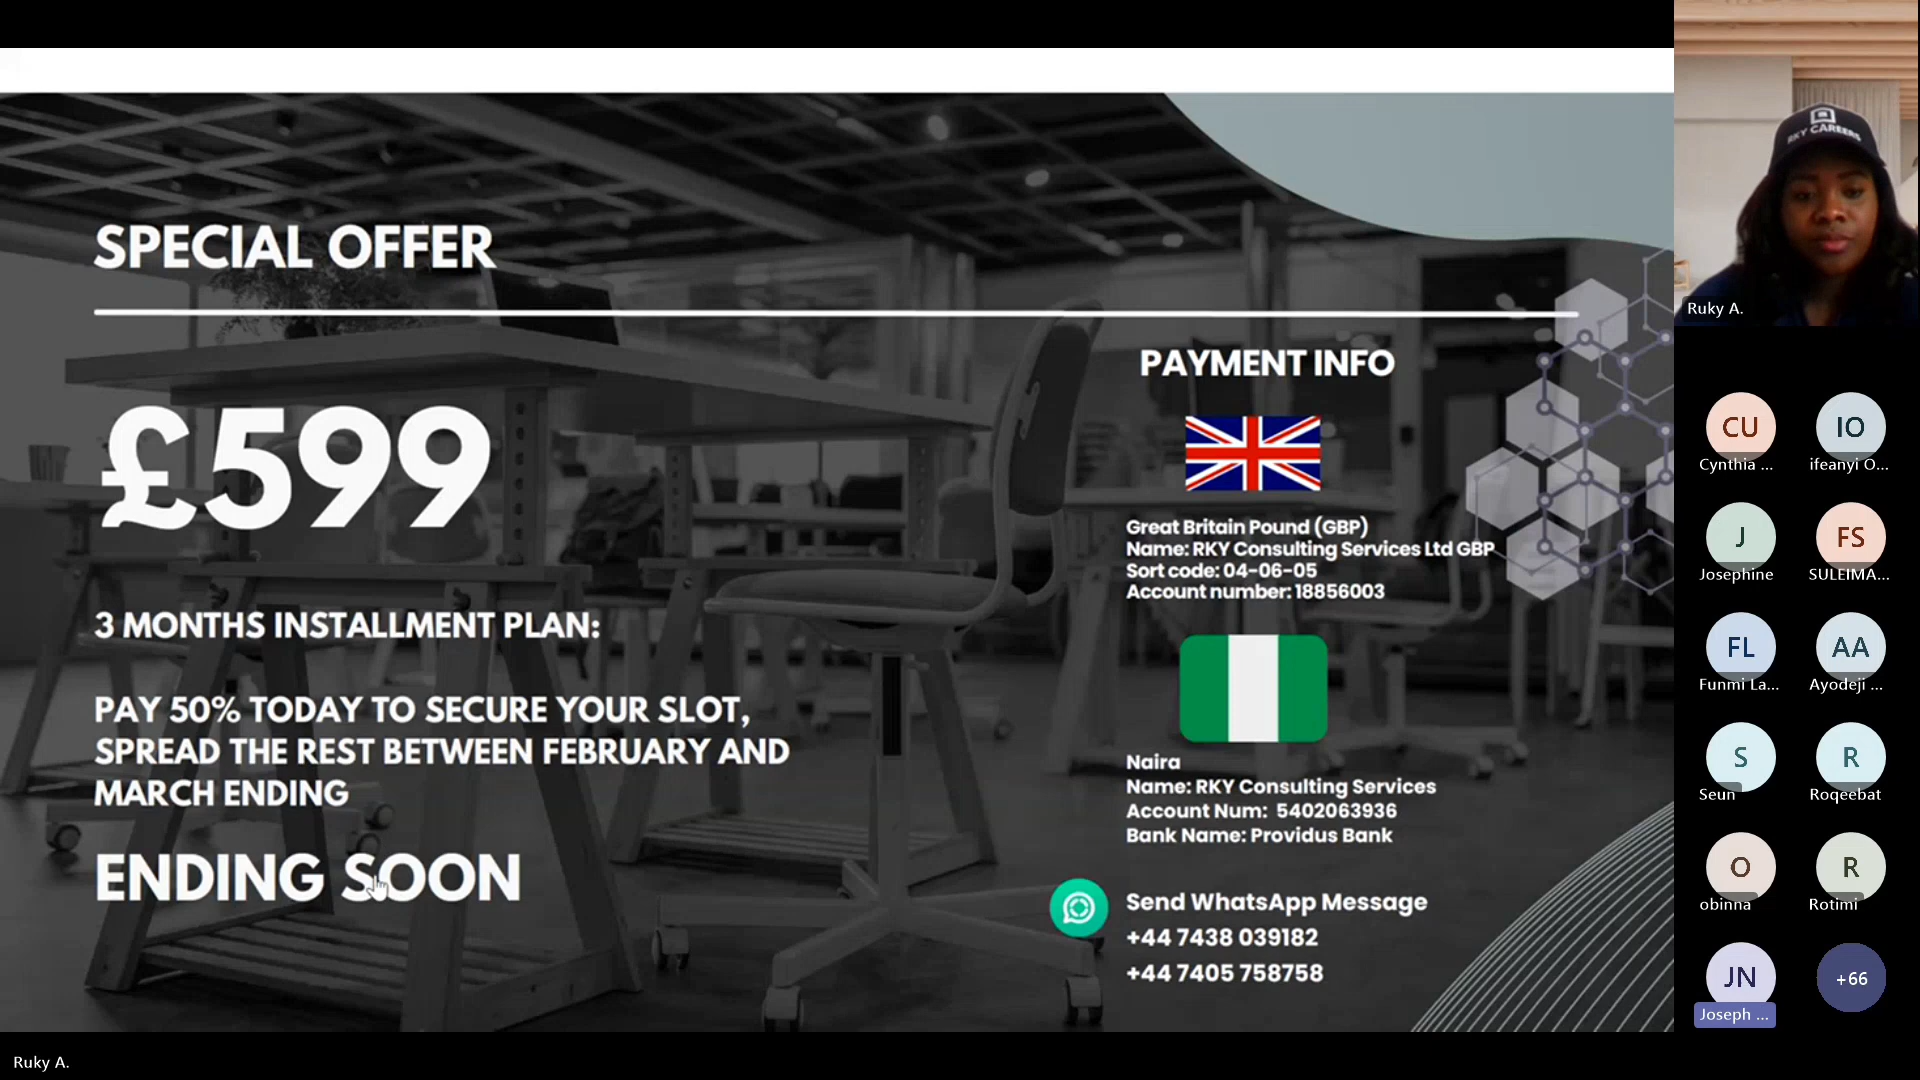 SPECIAL OFFER
£599
3 MONTHS INSTALLMENT PLAN:
PAY 50% TODAY TO SECURE YOUR SLOT,
SPREAD THE REST BETWEEN FEBRUARY AND
MARCH ENDING
ENDING SOON
PAYMENT INFO
Great Britain Pound (GBP)
Name: RKY Consulting Services Ltd GBP
Sort code: 04-06-05
Account number: 18856003
Naira
Name: RKY Consulting Services
Account Num: 5402063936
Bank Name: Providus Bank
Send WhatsApp Message
+44 7438 039182
+44 7405 758758
RKY CAREERS
Ruky A.
CU
Cynthia ...
IO
ifeanyi O...
J
Josephine
FS
SULEIMA...
FL
Funmi La...
AA
Ayodeji ...
S
Seun
R
Roqeebat
O
obinna
R
Rotimi
JN
Joseph ...
+66
Ruky A.